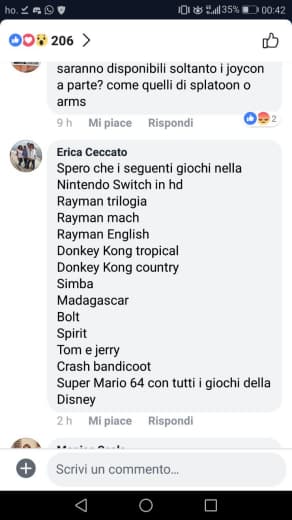 ho.
35%
00:42
206
saranno disponibili soltanto i joycon
a parte? come quelli di splatoon o
arms
9 h Mi piace Rispondi
2
Erica Ceccato
Spero che i seguenti giochi nella
Nintendo Switch in hd
Rayman trilogia
Rayman mach
Rayman English
Donkey Kong tropical
Donkey Kong country
Simba
Madagascar
Bolt
Spirit
Tom e jerry
Crash bandicoot
Super Mario 64 con tutti i giochi della
Disney
2 h Mi piace Rispondi
Scrivi un commento...